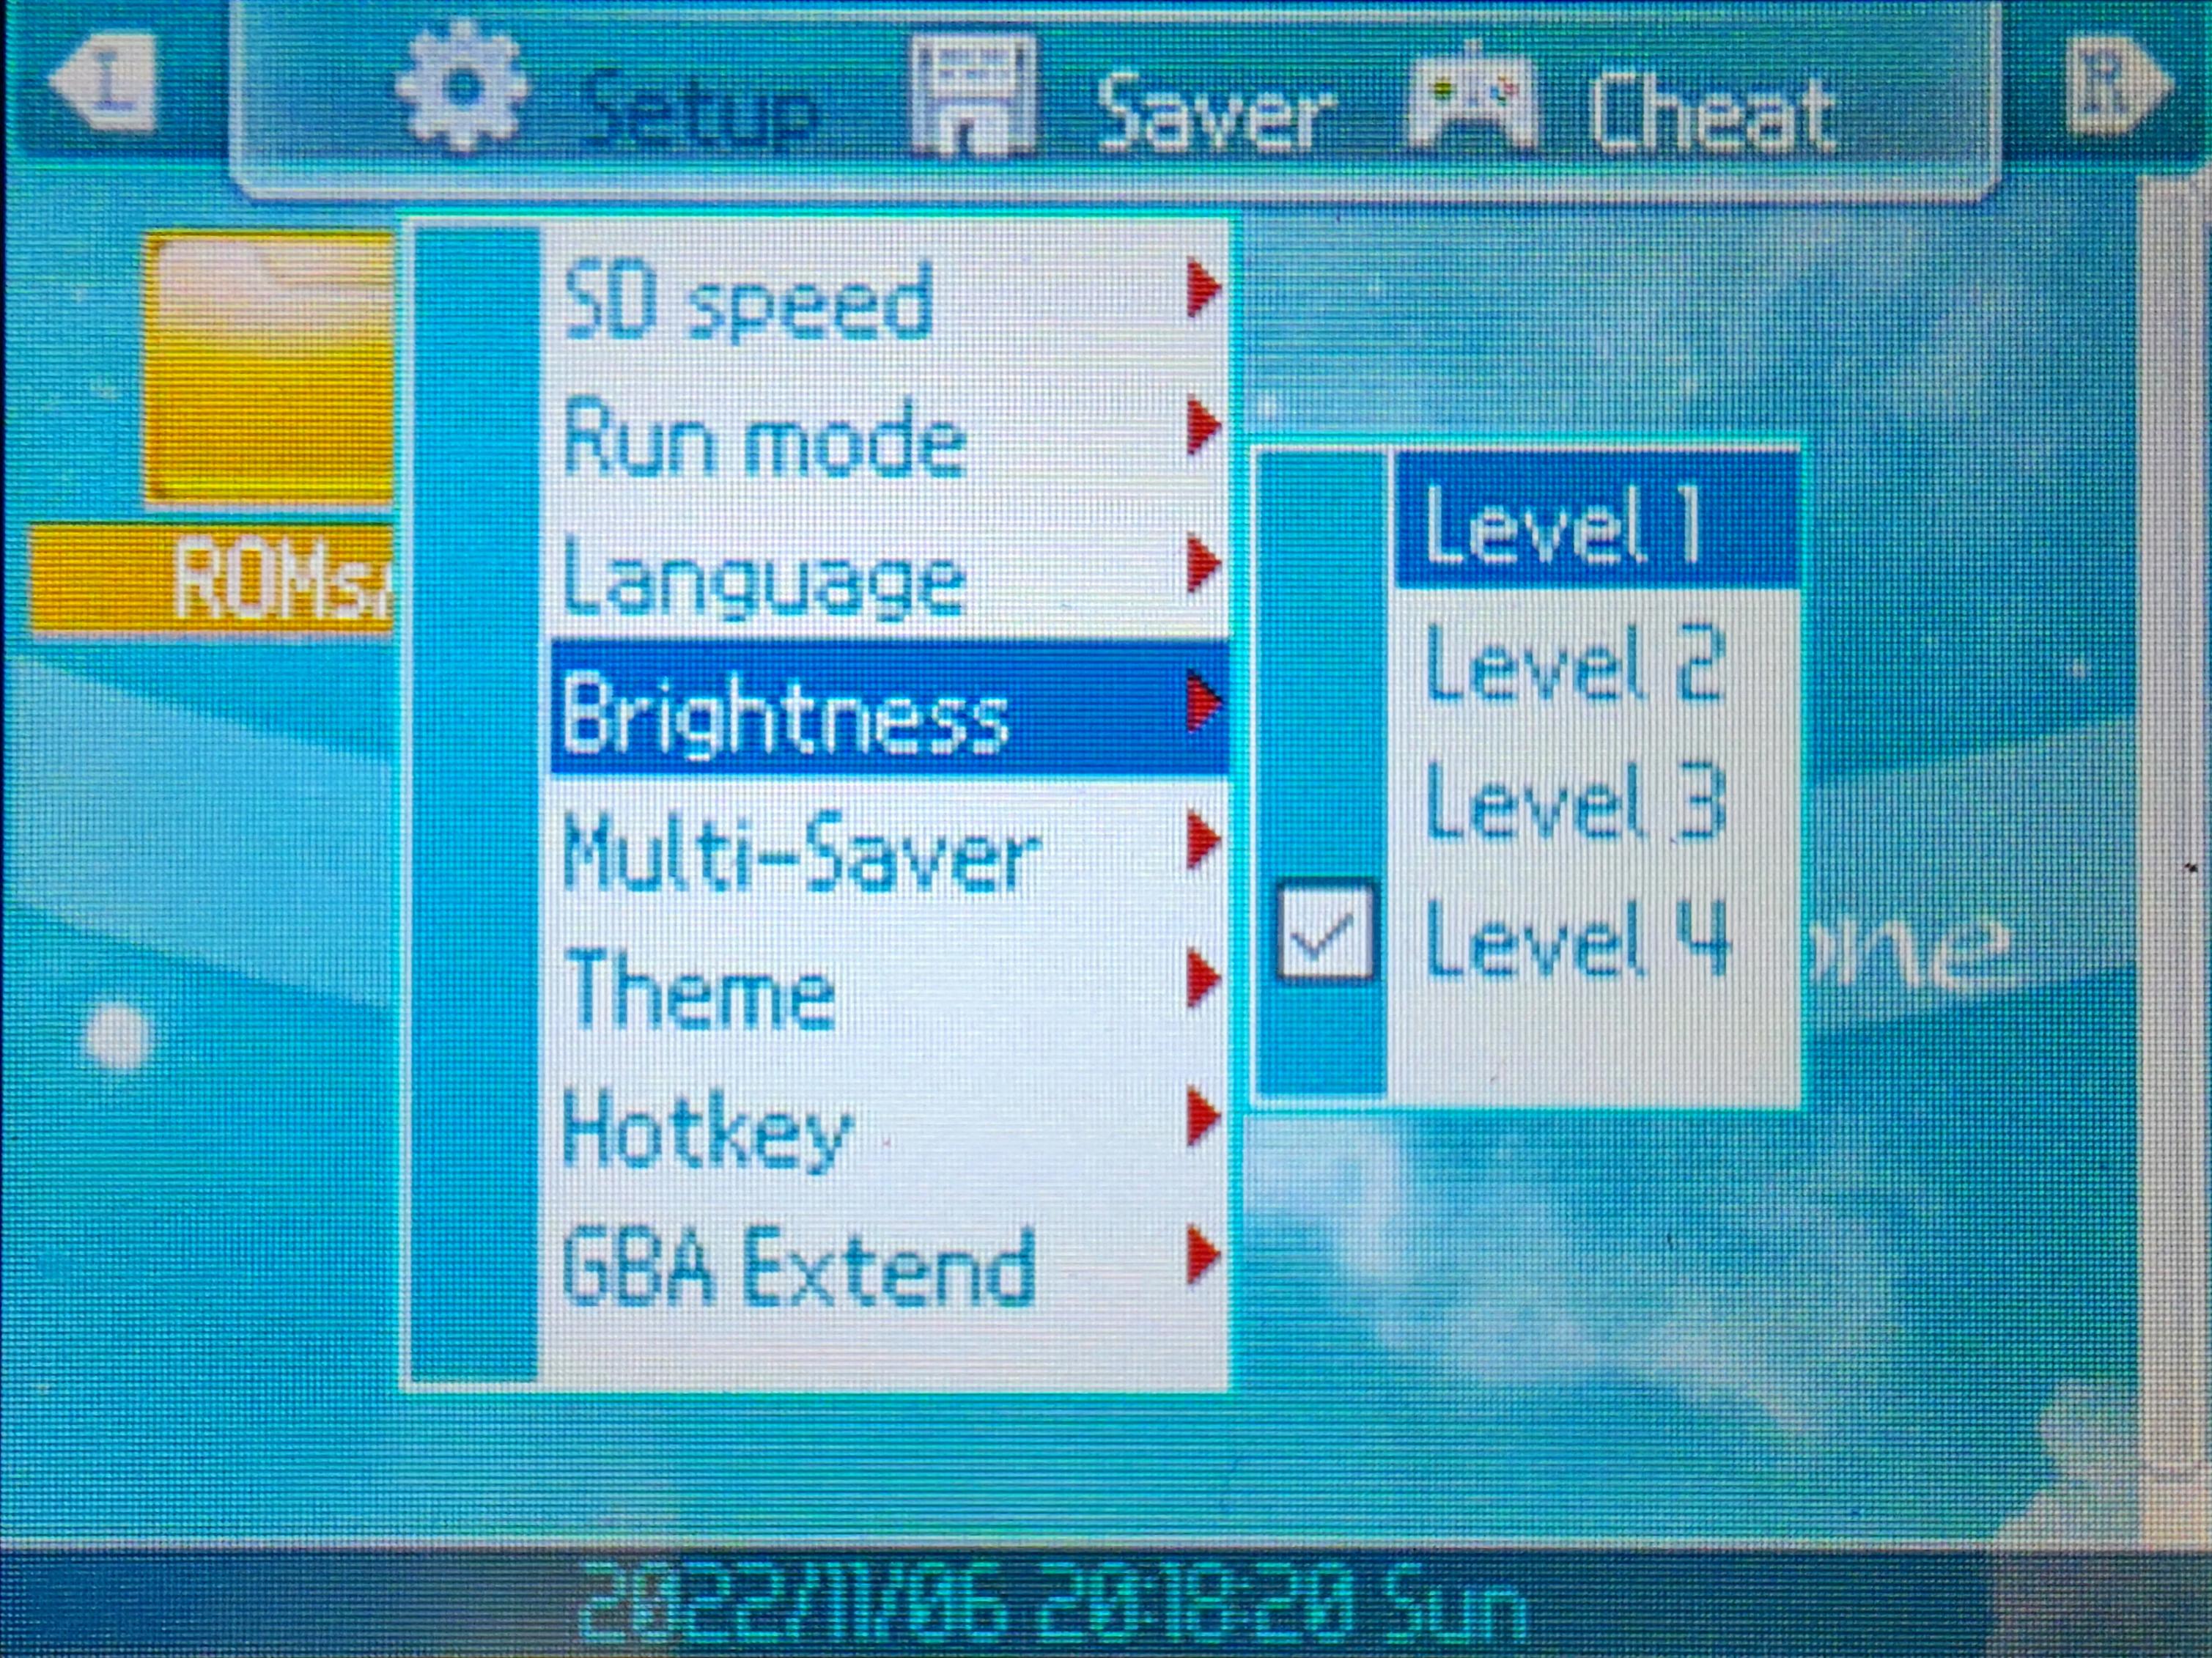 L Setup Saver Cheat R
SD speed
Run mode
Language
Brightness
Multi-Saver
Theme
Hotkey
GBA Extend
Level 1
Level 2
Level 3
Level 4
ROMs
2022/11/06 20:18:20 Sun